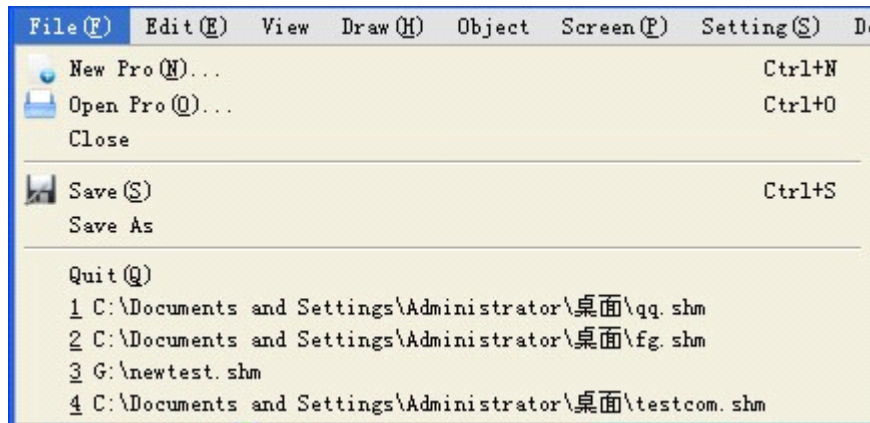 File(F) Edit(E) View Draw(H) Object Screen(P) Setting(S)
New Pro(N)... Ctrl+N
Open Pro(O)... Ctrl+O
Close
Save(S) Ctrl+S
Save As
Quit(Q)
1 C:\Documents and Settings\Administrator\桌面\qq.shm
2 C:\Documents and Settings\Administrator\桌面\fg.shm
3 G:\newtest.shm
4 C:\Documents and Settings\Administrator\桌面\testcom.shm